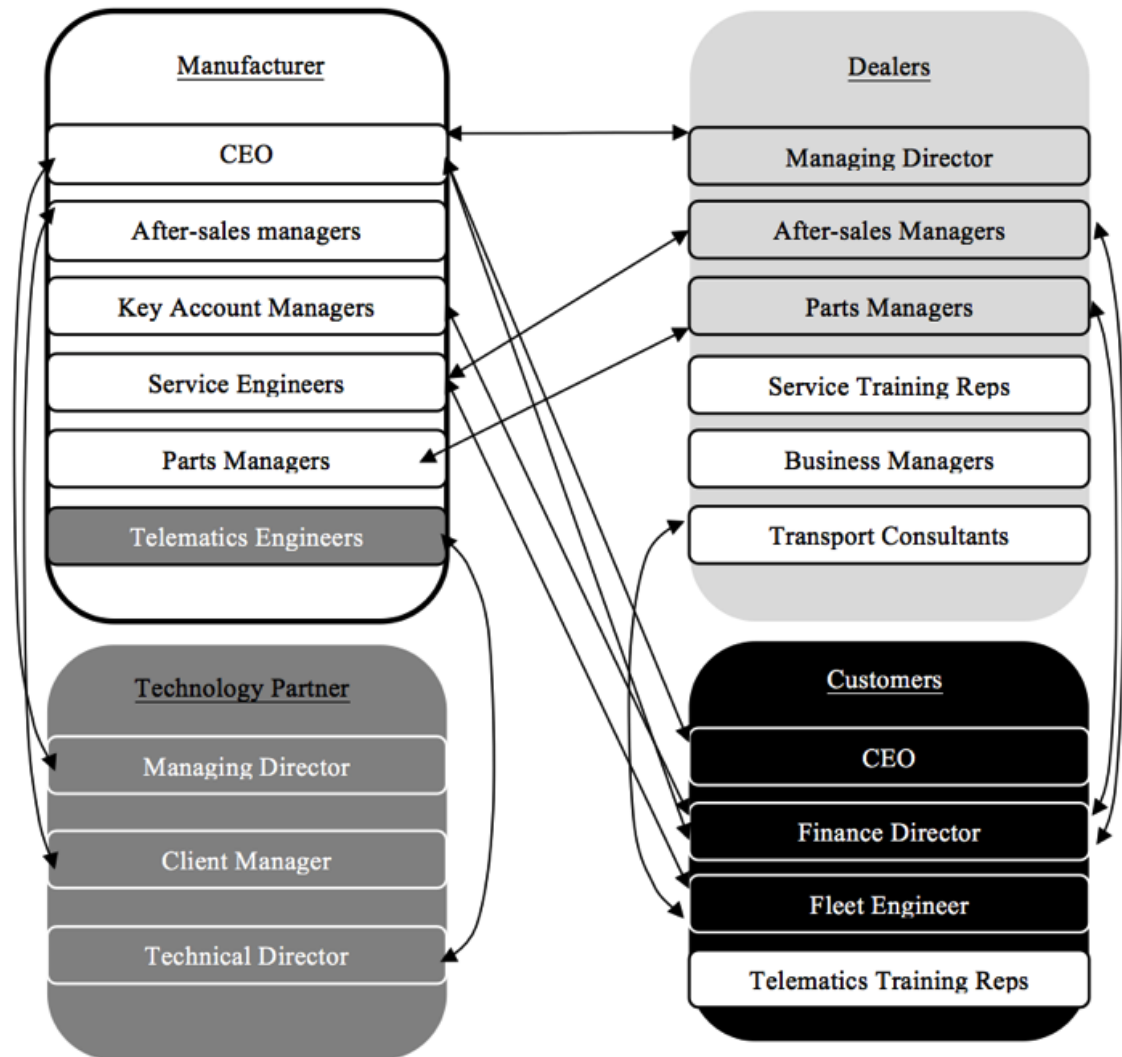 Manufacturer
CEO
After-sales managers
Key Account Managers
Service Engineers
Parts Managers
Telematics Engineers
Dealers
Managing Director
After-sales Managers
Parts Managers
Service Training Reps
Business Managers
Transport Consultants
Technology Partner
Managing Director
Client Manager
Technical Director
Customers
CEO
Finance Director
Fleet Engineer
Telematics Training Reps